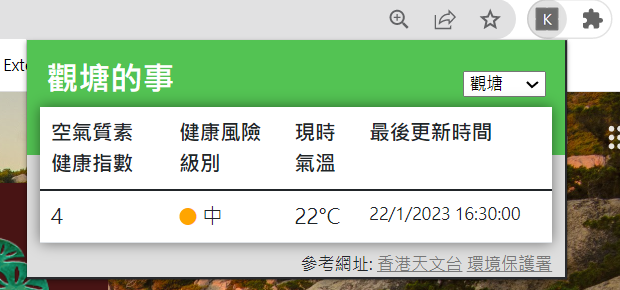 K
Exte
觀塘的事
觀塘
空氣質素 健康風險 現時 最後更新時間
健康指數 級別 氣溫
4 中 22°C 22/1/2023 16:30:00
參考網址: 香港天文台 環境保護署